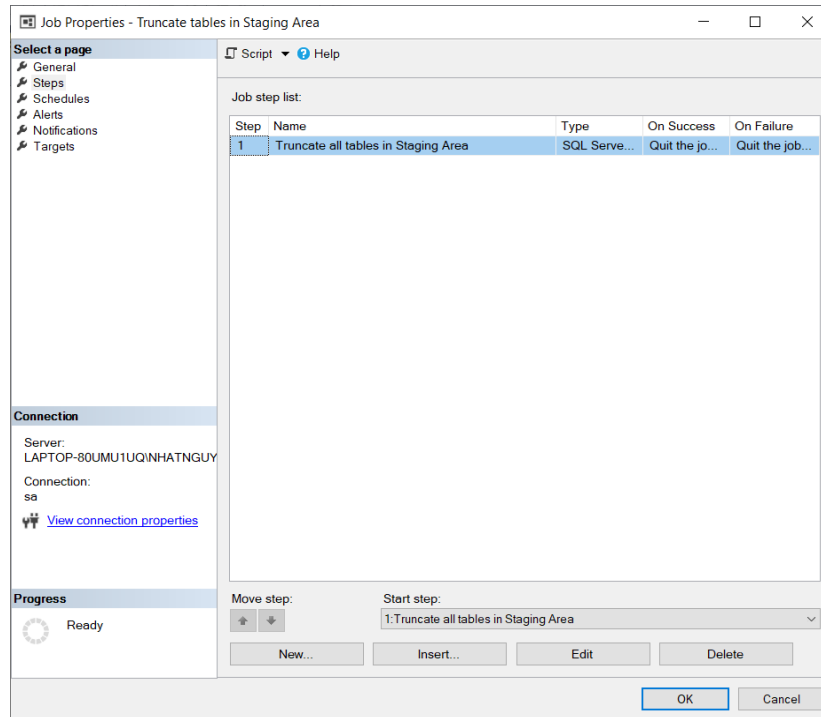 Job Properties - Truncate tables in Staging Area
Select a page
General
Steps
Schedules
Alerts
Notifications
Targets
Script Help
Job step list:
Step Name Type On Success On Failure
1 Truncate all tables in Staging Area SQL Serve... Quit the jo... Quit the job...
Connection
Server:
LAPTOP-80UMU1UQ\NHATNGUY
Connection:
sa
View connection properties
Progress
Ready
Move step: Start step:
1:Truncate all tables in Staging Area
New... Insert... Edit Delete
OK Cancel